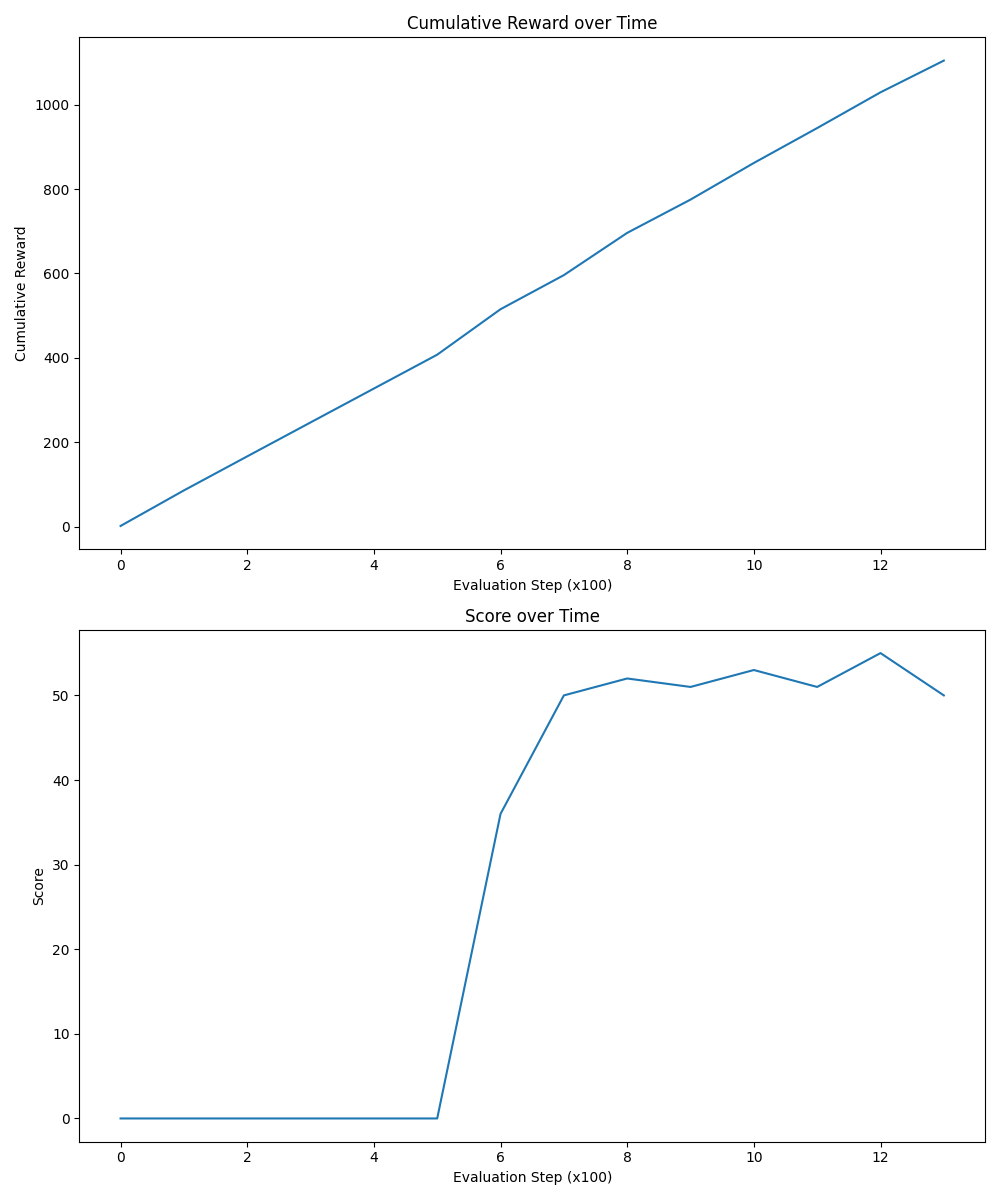 Cumulative Reward over Time
1000
800
600
400
200
0
Cumulative Reward
0 2 4 6 8 10 12
Evaluation Step (x100)
Score over Time
50
40
30
20
10
0
Score
0 2 4 6 8 10 12
Evaluation Step (x100)